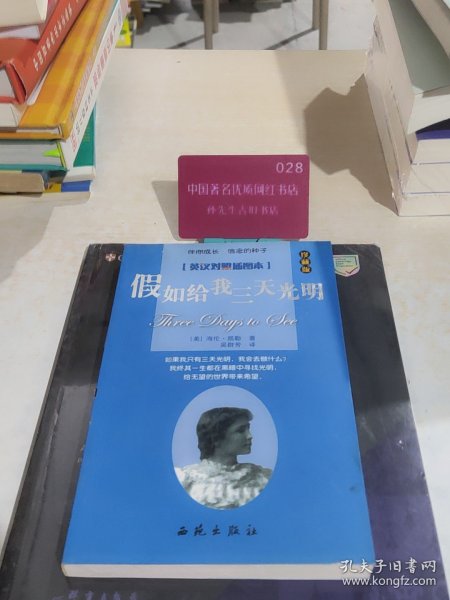 028
中国著名优质网红书店
孙先生古旧书店
伴你成长 信念的种子
[英汉对照插图本]
珍藏版
假如给我三天光明
Three Days to See
[美] 海伦·凯勒 著
吴群芳 译
如果我只有三天光明，我会去做什么？
我终其一生都在黑暗中寻找光明，
给无望的世界带来希望。
西苑出版社
孔夫子旧书网
www.kongfz.com